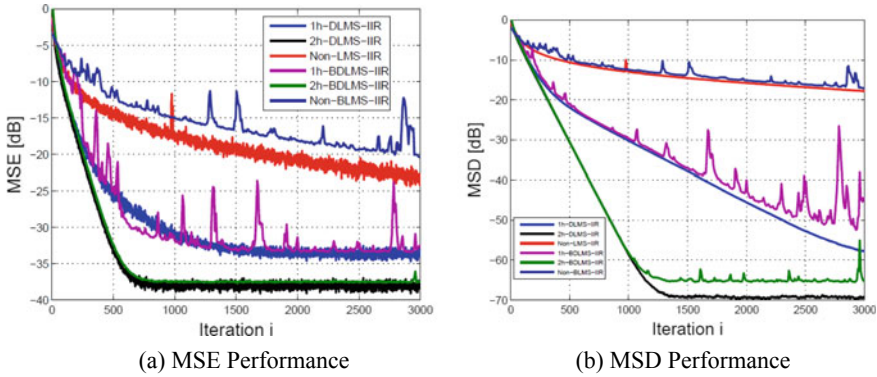 0
−5
−10
−15
−20
−25
−30
−35
−40
MSE [dB]
1h−DLMS−IIR
2h−DLMS−IIR
Non−LMS−IIR
1h−BDLMS−IIR
2h−BDLMS−IIR
Non−BLMS−IIR
0 500 1000 1500 2000 2500 3000
Iteration i
(a) MSE Performance
0
−10
−20
−30
−40
−50
−60
−70
MSD [dB]
1h−DLMS−IIR
2h−DLMS−IIR
Non−LMS−IIR
1h−BDLMS−IIR
2h−BDLMS−IIR
Non−BLMS−IIR
0 500 1000 1500 2000 2500 3000
Iteration i
(b) MSD Performance